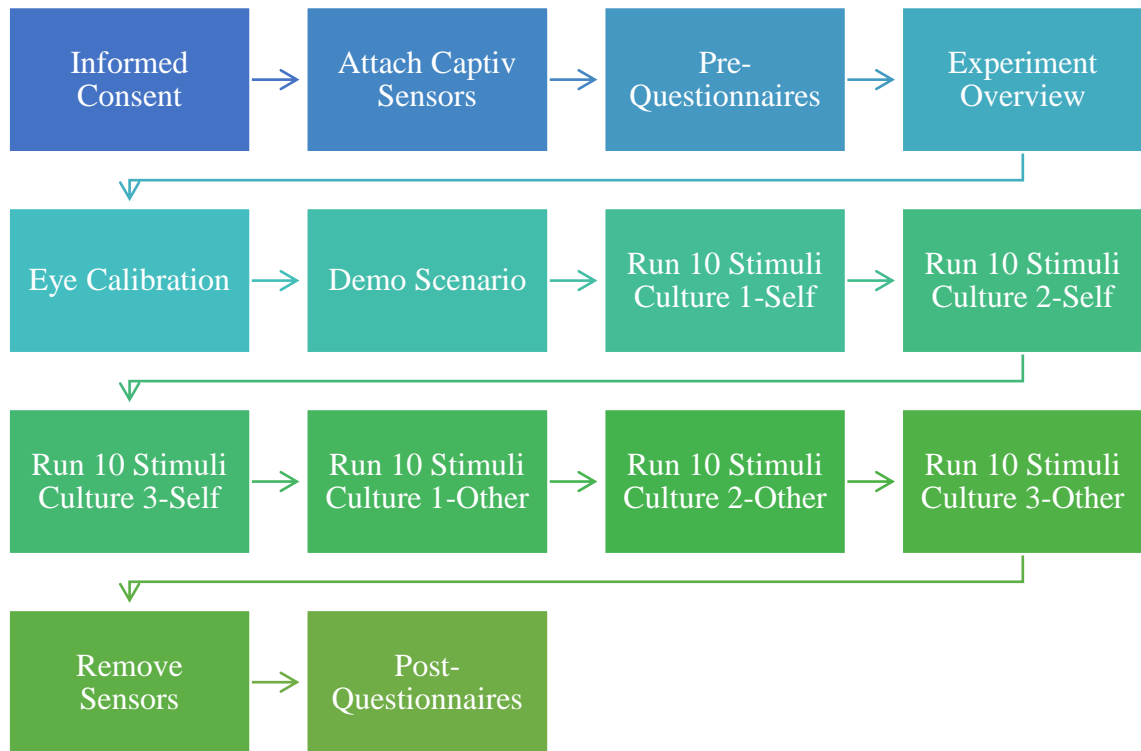 Informed
Consent
Attach Captiv
Sensors
Pre-
Questionnaires
Experiment
Overview
Eye Calibration
Demo Scenario
Run 10 Stimuli
Culture 1-Self
Run 10 Stimuli
Culture 2-Self
Run 10 Stimuli
Culture 3-Self
Run 10 Stimuli
Culture 1-Other
Run 10 Stimuli
Culture 2-Other
Run 10 Stimuli
Culture 3-Other
Remove
Sensors
Post-
Questionnaires